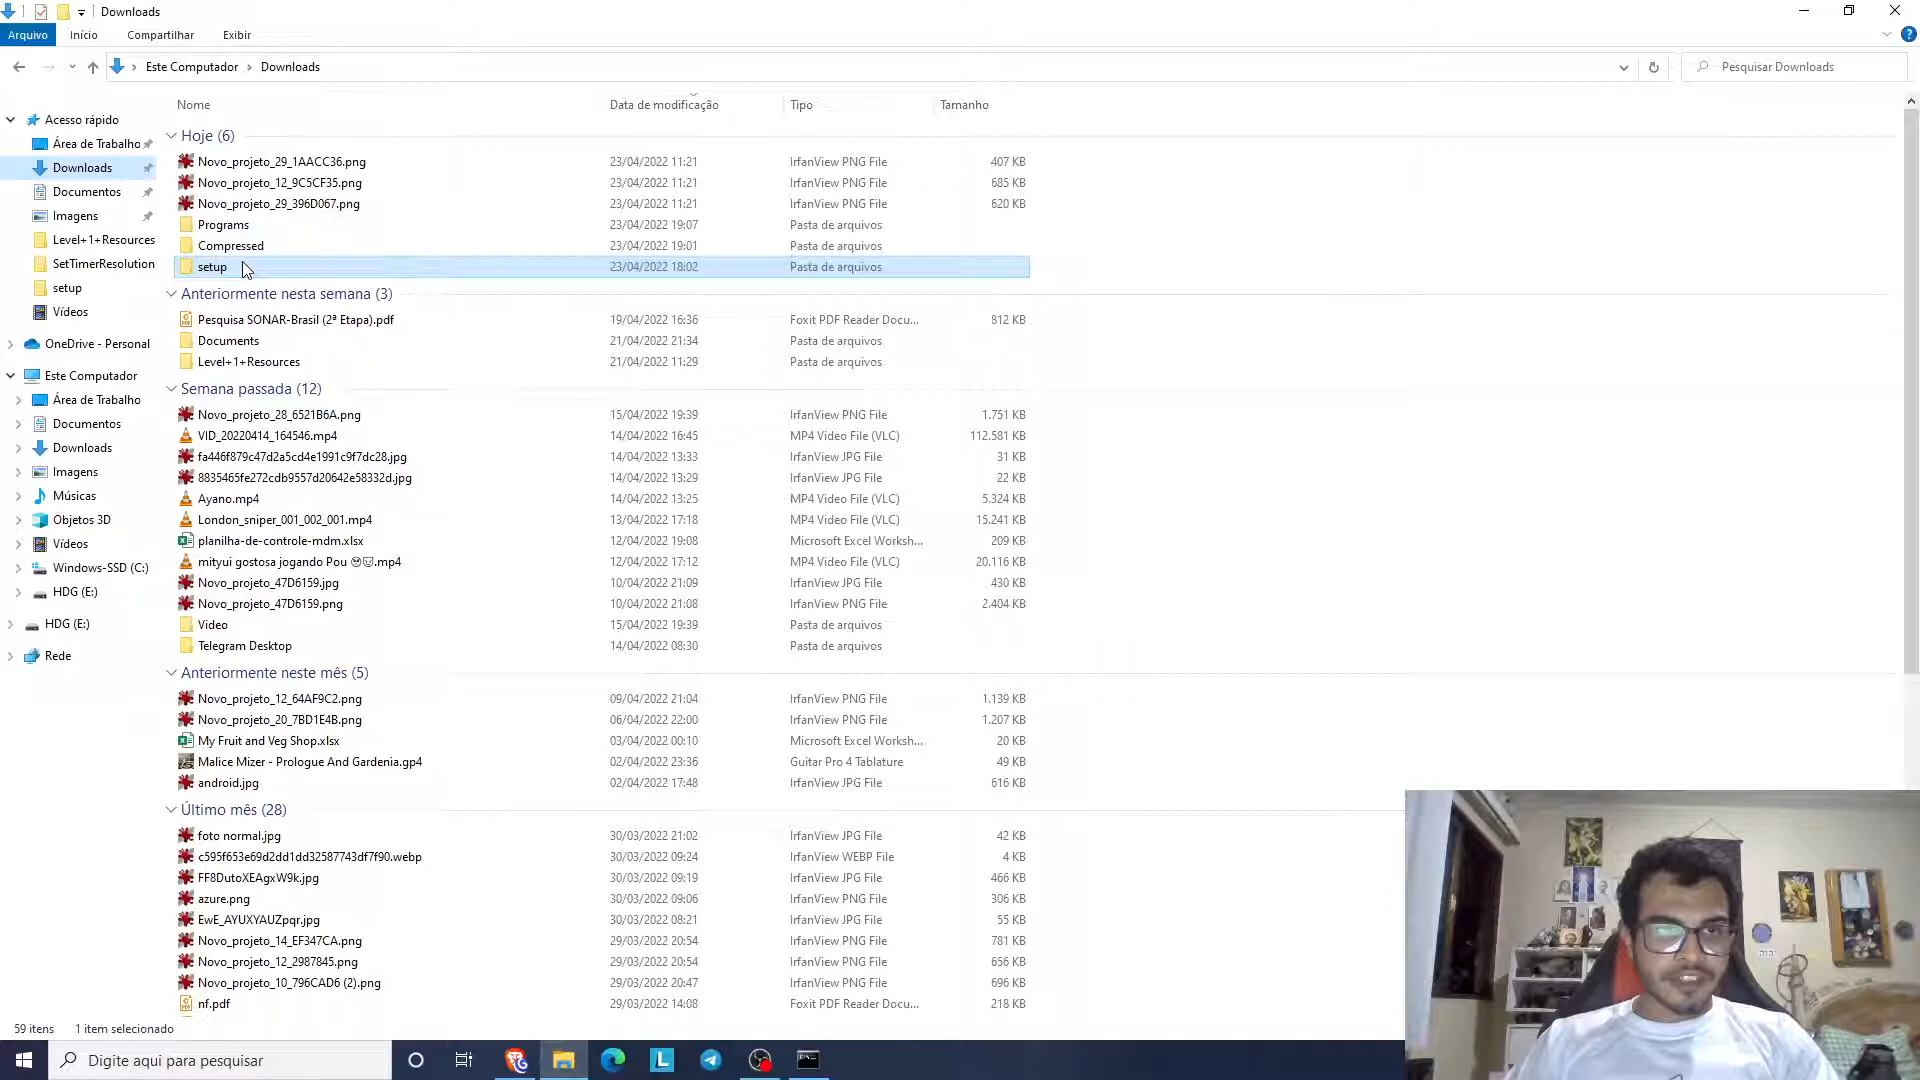 Downloads
Arquivo Início Compartilhar Exibir
Este Computador Downloads Pesquisar Downloads
Nome Data de modificação Tipo Tamanho
Acesso rápido
Área de Trabalho
Downloads
Documentos
Imagens
Level+1+Resources
SetTimerResolution
setup
Vídeos
OneDrive - Personal
Este Computador
Área de Trabalho
Documentos
Downloads
Imagens
Músicas
Objetos 3D
Vídeos
Windows-SSD (C:)
HDG (E:)
HDG (E:)
Rede
Hoje (6)
Novo_projeto_29_1AACC36.png 23/04/2022 11:21 IrfanView PNG File 407 KB
Novo_projeto_12_9C5CF35.png 23/04/2022 11:21 IrfanView PNG File 685 KB
Novo_projeto_29_396D067.png 23/04/2022 11:21 IrfanView PNG File 620 KB
Programs 23/04/2022 19:07 Pasta de arquivos
Compressed 23/04/2022 19:01 Pasta de arquivos
setup 23/04/2022 18:02 Pasta de arquivos
Anteriormente nesta semana (3)
Pesquisa SONAR-Brasil (2ª Etapa).pdf 19/04/2022 16:36 Foxit PDF Reader Docu... 812 KB
Documents 21/04/2022 21:34 Pasta de arquivos
Level+1+Resources 21/04/2022 11:29 Pasta de arquivos
Semana passada (12)
Novo_projeto_28_6521B6A.png 15/04/2022 19:39 IrfanView PNG File 1.751 KB
VID_20220414_164546.mp4 14/04/2022 16:45 MP4 Video File (VLC) 112.581 KB
fa446f879c47d2a5cd4e1991c9f7dc28.jpg 14/04/2022 13:33 IrfanView JPG File 31 KB
8835465fe272cdb9557d20642e58332d.jpg 14/04/2022 13:29 IrfanView JPG File 22 KB
Ayano.mp4 14/04/2022 13:25 MP4 Video File (VLC) 5.324 KB
London_sniper_001_002_001.mp4 13/04/2022 17:18 MP4 Video File (VLC) 15.241 KB
planilha-de-controle-mdm.xlsx 12/04/2022 19:08 Microsoft Excel Worksh... 209 KB
mityui gostosa jogando Pou .mp4 12/04/2022 17:12 MP4 Video File (VLC) 20.116 KB
Novo_projeto_47D6159.jpg 10/04/2022 21:09 IrfanView JPG File 430 KB
Novo_projeto_47D6159.png 10/04/2022 21:08 IrfanView PNG File 2.404 KB
Video 15/04/2022 19:39 Pasta de arquivos
Telegram Desktop 14/04/2022 08:30 Pasta de arquivos
Anteriormente neste mês (5)
Novo_projeto_12_64AF9C2.png 09/04/2022 21:04 IrfanView PNG File 1.139 KB
Novo_projeto_20_7BD1E4B.png 06/04/2022 22:00 IrfanView PNG File 1.207 KB
My Fruit and Veg Shop.xlsx 03/04/2022 00:10 Microsoft Excel Worksh... 20 KB
Malice Mizer - Prologue And Gardenia.gp4 02/04/2022 23:36 Guitar Pro 4 Tablature 49 KB
android.jpg 02/04/2022 17:48 IrfanView JPG File 616 KB
Último mês (28)
foto normal.jpg 30/03/2022 21:02 IrfanView JPG File 42 KB
c595f653e69d2dd1dd32587743df7f90.webp 30/03/2022 09:24 IrfanView WEBP File 4 KB
FF8DutoXEAgxW9k.jpg 30/03/2022 09:19 IrfanView JPG File 466 KB
azure.png 30/03/2022 09:06 IrfanView PNG File 306 KB
EwE_AYUXYAUZpqr.jpg 30/03/2022 08:21 IrfanView JPG File 55 KB
Novo_projeto_14_EF347CA.png 29/03/2022 20:54 IrfanView PNG File 781 KB
Novo_projeto_12_2987845.png 29/03/2022 20:54 IrfanView PNG File 656 KB
Novo_projeto_10_796CAD6 (2).png 29/03/2022 20:47 IrfanView PNG File 696 KB
nf.pdf 29/03/2022 14:08 Foxit PDF Reader Docu... 218 KB
59 itens 1 item selecionado
Digite aqui para pesquisar